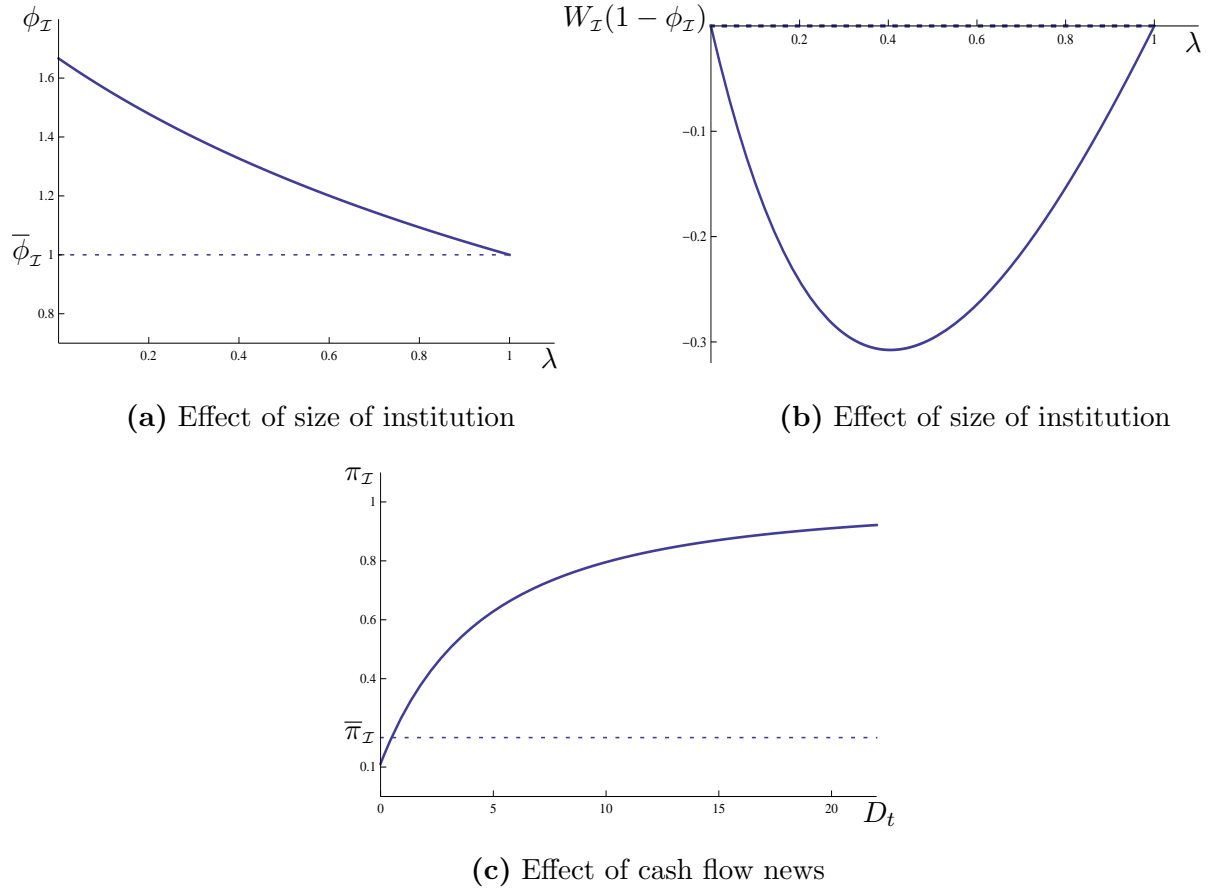 ϕ_ℐ
1.6
1.4
1.2
ϕ̅_ℐ 1
0.8
0.2 0.4 0.6 0.8 1 λ
(a) Effect of size of institution
W_ℐ(1 − ϕ_ℐ)
0.2 0.4 0.6 0.8 1 λ
−0.1
−0.2
−0.3
(b) Effect of size of institution
π_ℐ
1
0.8
0.6
0.4
π̅_ℐ
0.1
0 5 10 15 20 D_t
(c) Effect of cash flow news